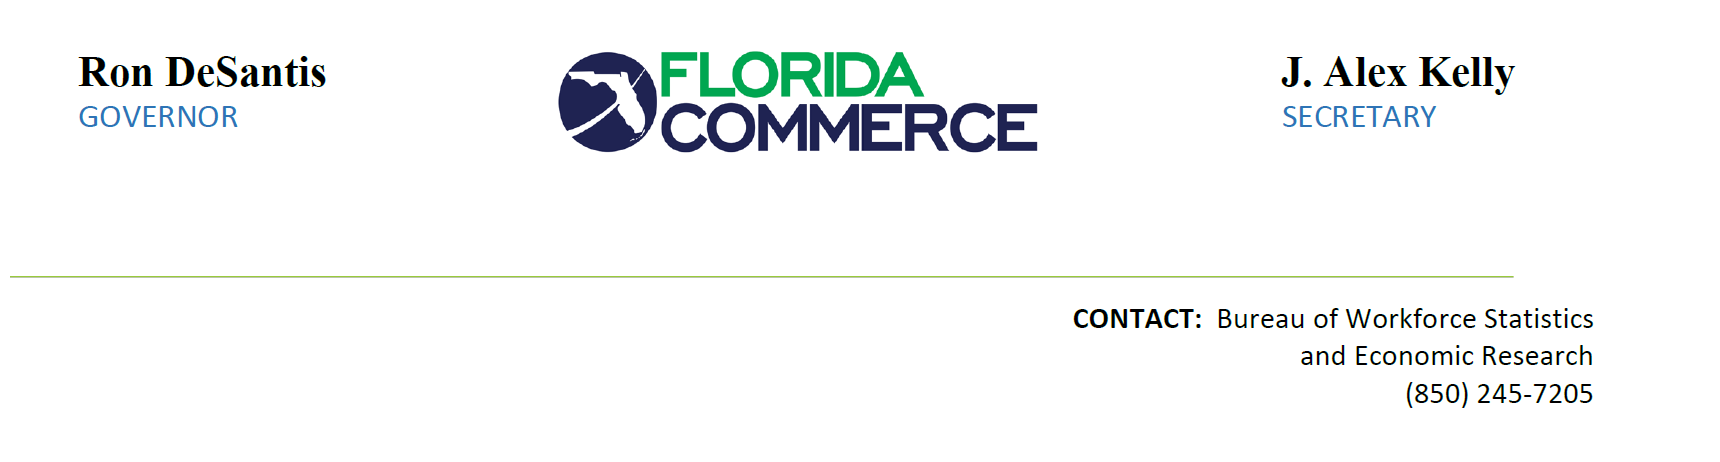 Ron DeSantis
GOVERNOR
FLORIDA
COMMERCE
J. Alex Kelly
SECRETARY
CONTACT: Bureau of Workforce Statistics
and Economic Research
(850) 245-7205